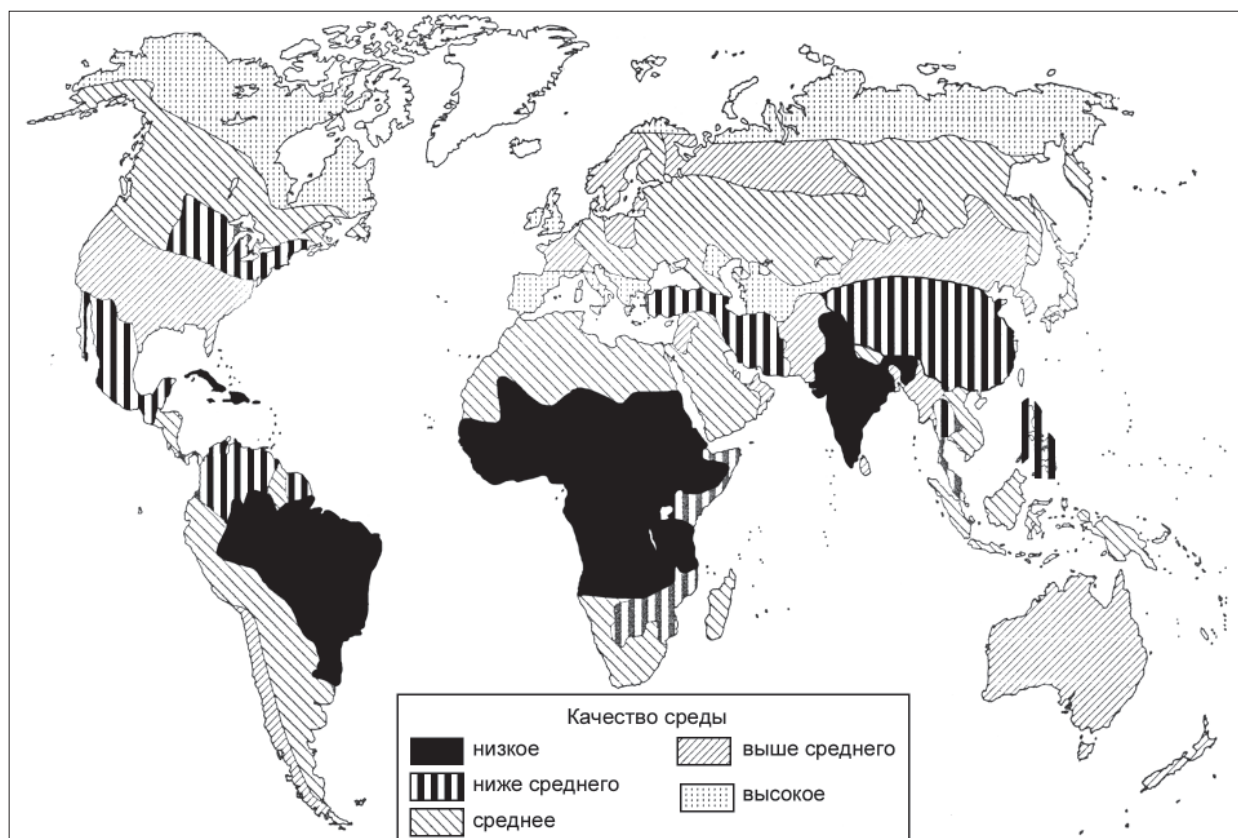 Качество среды
низкое
ниже среднего
среднее
выше среднего
высокое